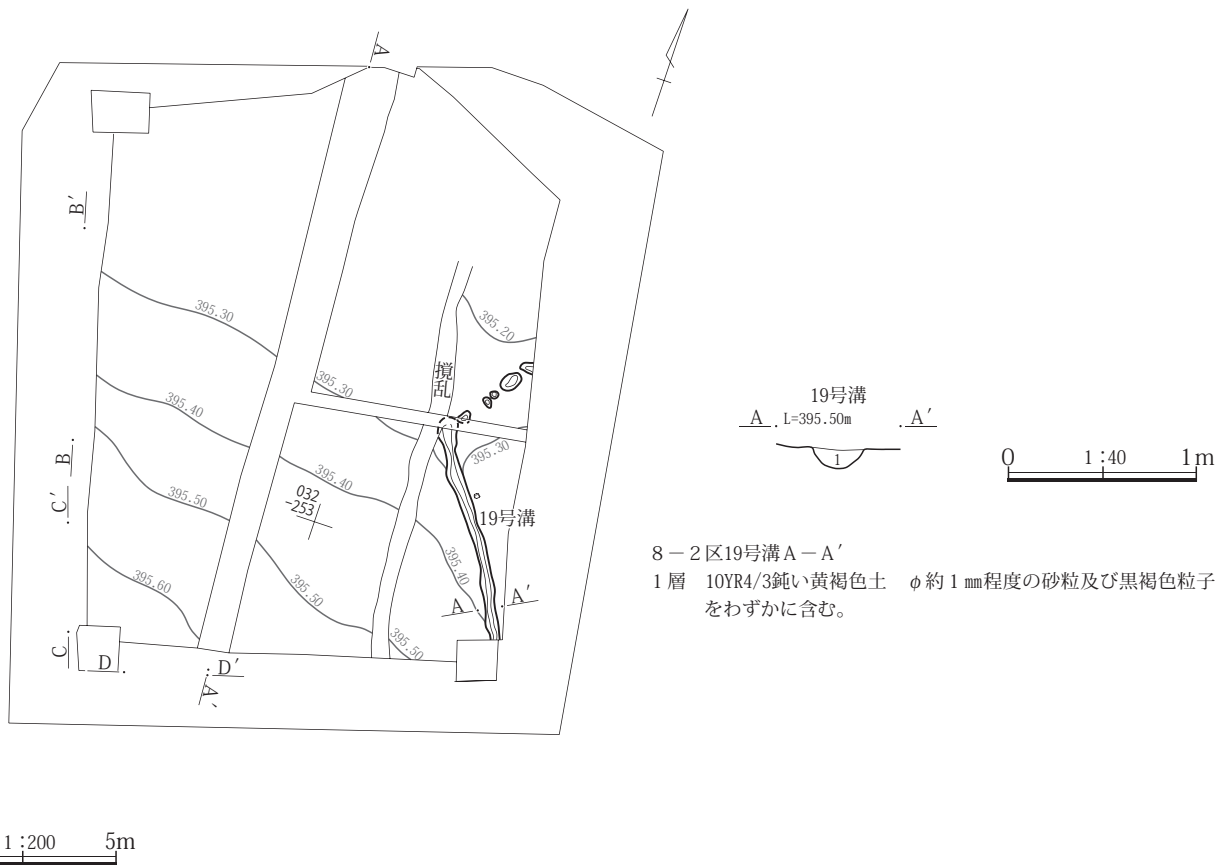 A
B′
395.30
395.20
撹乱
395.30
395.40
395.30
B
C′
395.50
395.40
032
-253
19号溝
395.60
395.50
395.40
A
A′
C
D
D′
A′
395.50
19号溝
A L=395.50m A′
1
0 1:40 1m
8-2区19号溝A-A′
1層 10YR4/3鈍い黄褐色土 φ約1㎜程度の砂粒及び黒褐色粒子
をわずかに含む。
1:200 5m